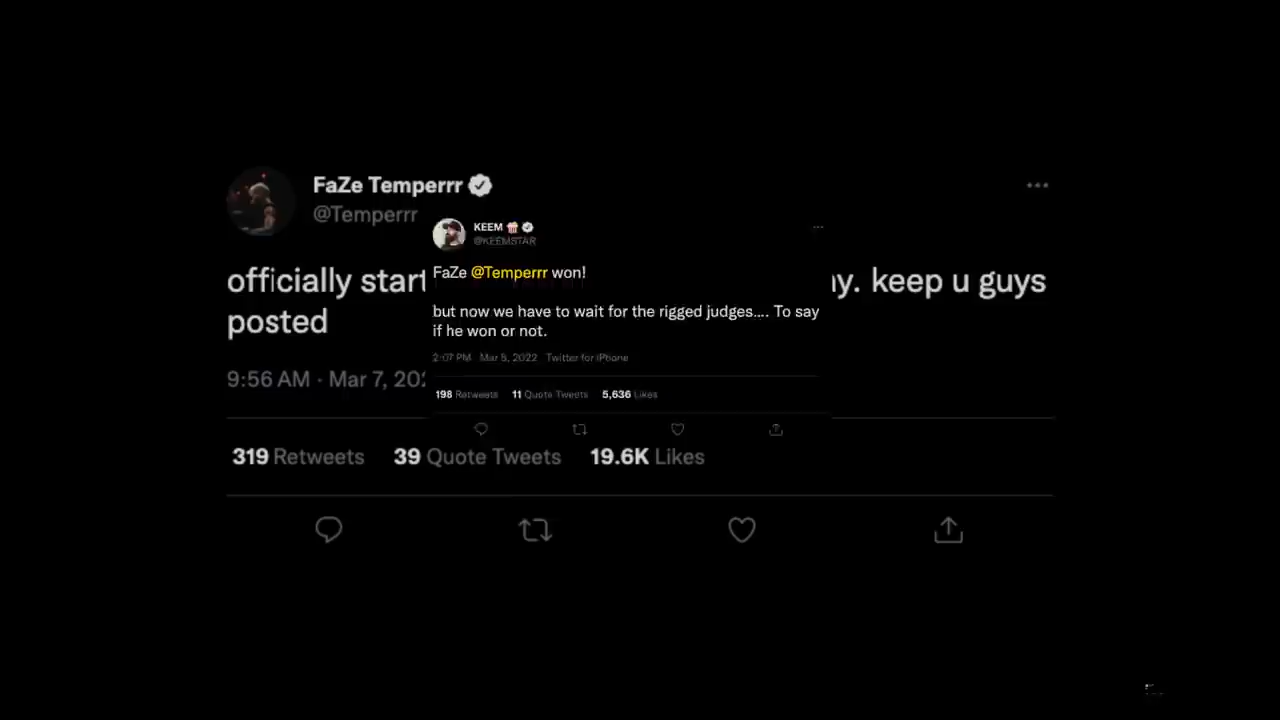 FaZe Temperrr
@Temperrr
officially start
ny. keep u guys
posted
9:56 AM · Mar 7, 202
319 Retweets 39 Quote Tweets 19.6K Likes
KEEM
@KEEMSTAR
FaZe @Temperrr won!
but now we have to wait for the rigged judges.... To say
if he won or not.
2:07 PM Mar 5, 2022 Twitter for iPhone
198 Retweets 11 Quote Tweets 5,636 Likes